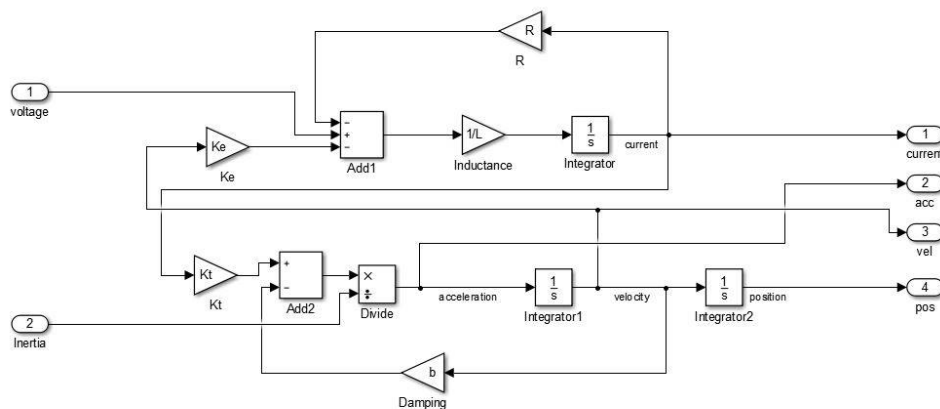 R
R
1
voltage
−
+
−
Add1
1/L
Inductance
1
s
Integrator
current
1
current
Ke
Ke
2
acc
3
vel
Kt
Kt
+
−
Add2
×
÷
Divide
acceleration
1
s
Integrator1
velocity
1
s
Integrator2
position
4
pos
2
Inertia
b
Damping